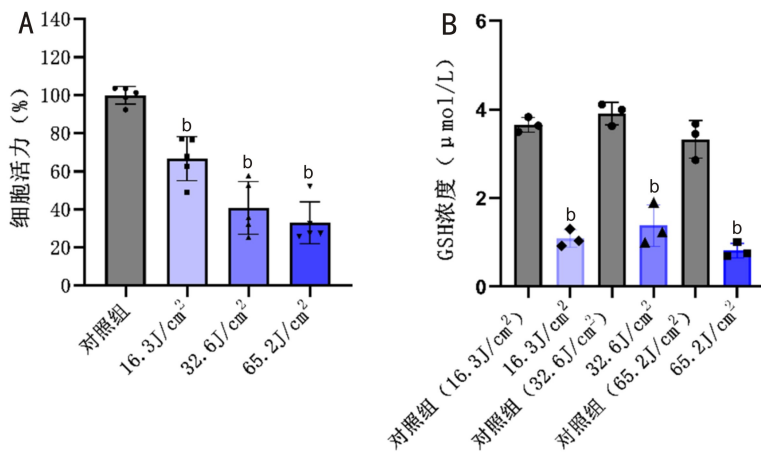 A
细胞活力（%）
140
120
100
80
60
40
20
0
b
b
b
对照组
16.3J/cm²
32.6J/cm²
65.2J/cm²
B
GSH浓度（μmol/L）
6
4
2
0
b
b
b
对照组（16.3J/cm²）
16.3J/cm²
对照组（32.6J/cm²）
32.6J/cm²
对照组（65.2J/cm²）
65.2J/cm²